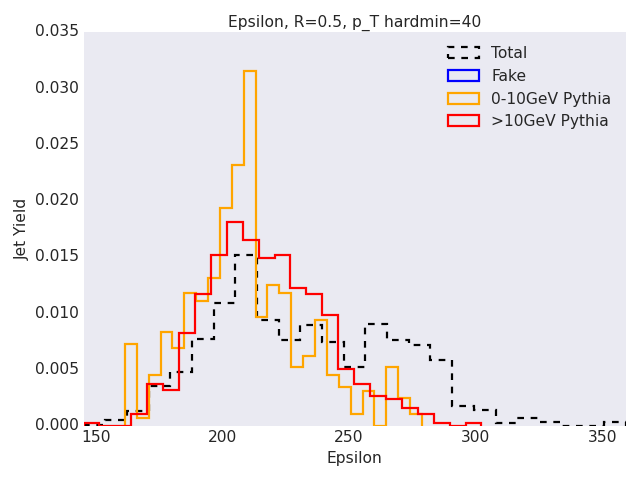 Epsilon, R=0.5, p_T hardmin=40
0.035
0.030
0.025
0.020
0.015
0.010
0.005
0.000
Jet Yield
Total
Fake
0-10GeV Pythia
>10GeV Pythia
150 200 250 300 350
Epsilon